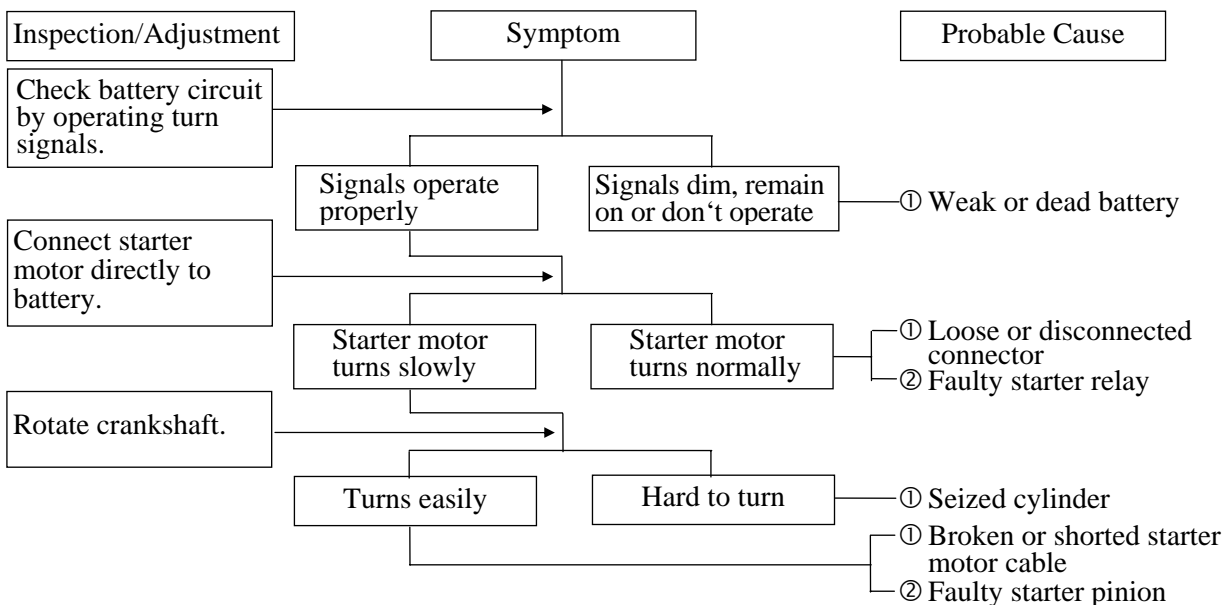 Inspection/Adjustment
Symptom
Probable Cause
Check battery circuit
by operating turn
signals.
Signals operate
properly
Signals dim, remain
on or don‘t operate
① Weak or dead battery
Connect starter
motor directly to
battery.
Starter motor
turns slowly
Starter motor
turns normally
① Loose or disconnected
connector
② Faulty starter relay
Rotate crankshaft.
Turns easily
Hard to turn
① Seized cylinder
① Broken or shorted starter
motor cable
② Faulty starter pinion